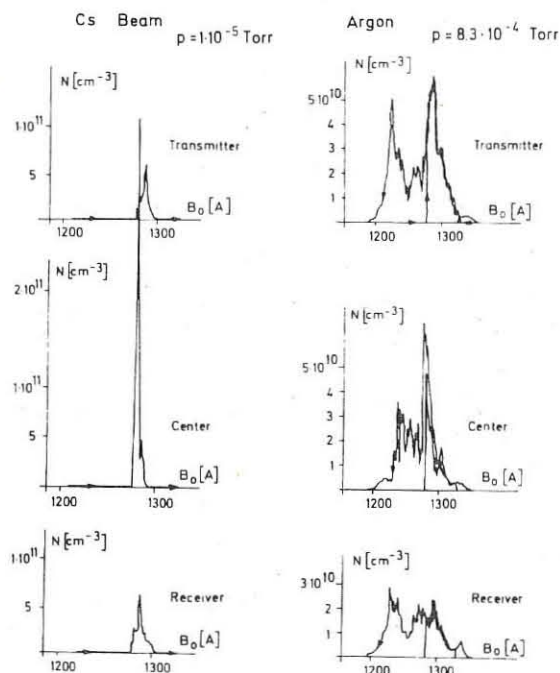 Cs Beam
p = 1·10⁻⁵ Torr
N [cm⁻³]
1·10¹¹
5
Transmitter
B₀ [A]
1200 1300
N [cm⁻³]
2·10¹¹
1·10¹¹
5
Center
B₀ [A]
1200 1300
N [cm⁻³]
1·10¹¹
5
Receiver
B₀ [A]
1200 1300
Argon
p = 8.3·10⁻⁴ Torr
N [cm⁻³]
5·10¹⁰
4
3
2
1
Transmitter
B₀ [A]
1200 1300
N [cm⁻³]
5·10¹⁰
4
3
2
1
Center
B₀ [A]
1200 1300
N [cm⁻³]
3·10¹⁰
2
1
Receiver
B₀ [A]
1200 1300